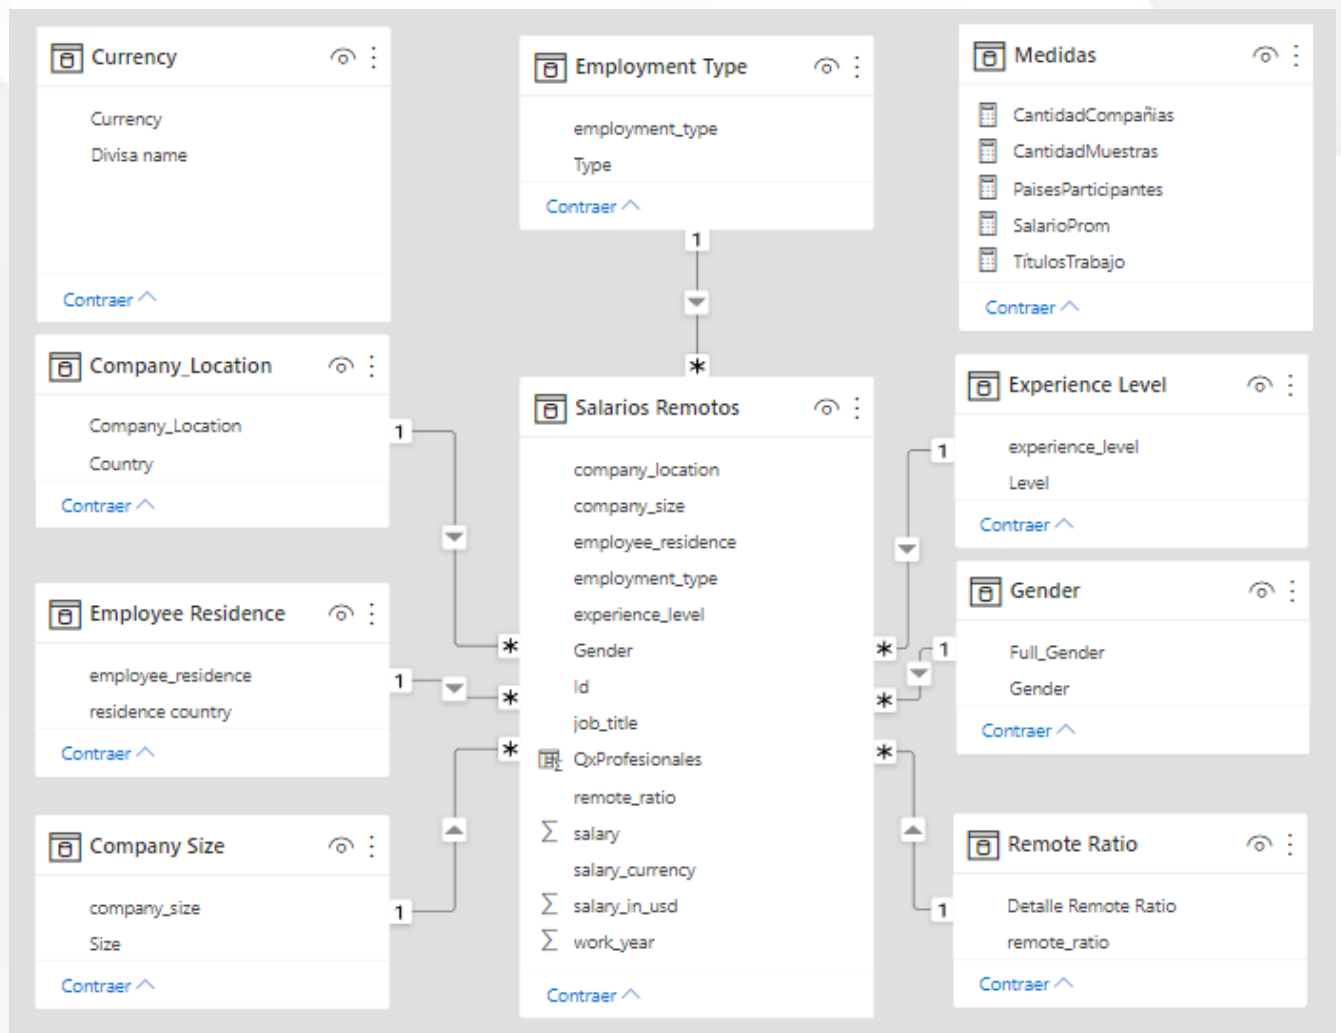 Currency
Currency
Divisa name
Contraer
Employment Type
employment_type
Type
Contraer
Medidas
CantidadCompañias
CantidadMuestras
PaisesParticipantes
SalarioProm
TítulosTrabajo
Contraer
1
*
Company_Location
Company_Location
Country
Contraer
1
*
Salarios Remotos
company_location
company_size
employee_residence
employment_type
experience_level
Gender
Id
job_title
QxProfesionales
remote_ratio
salary
salary_currency
salary_in_usd
work_year
Contraer
Experience Level
experience_level
Level
Contraer
1
*
Employee Residence
employee_residence
residence country
Contraer
1
*
Gender
Full_Gender
Gender
Contraer
1
*
Company Size
company_size
Size
Contraer
1
*
Remote Ratio
Detalle Remote Ratio
remote_ratio
Contraer
1
*